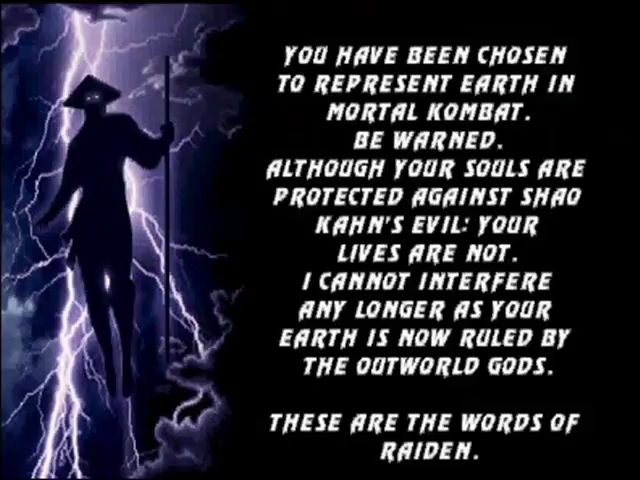 YOU HAVE BEEN CHOSEN
TO REPRESENT EARTH IN
MORTAL KOMBAT.
BE WARNED.
ALTHOUGH YOUR SOULS ARE
PROTECTED AGAINST SHAO
KAHN'S EVIL: YOUR
LIVES ARE NOT.
I CANNOT INTERFERE
ANY LONGER AS YOUR
EARTH IS NOW RULED BY
THE OUTWORLD GODS.
THESE ARE THE WORDS OF
RAIDEN.